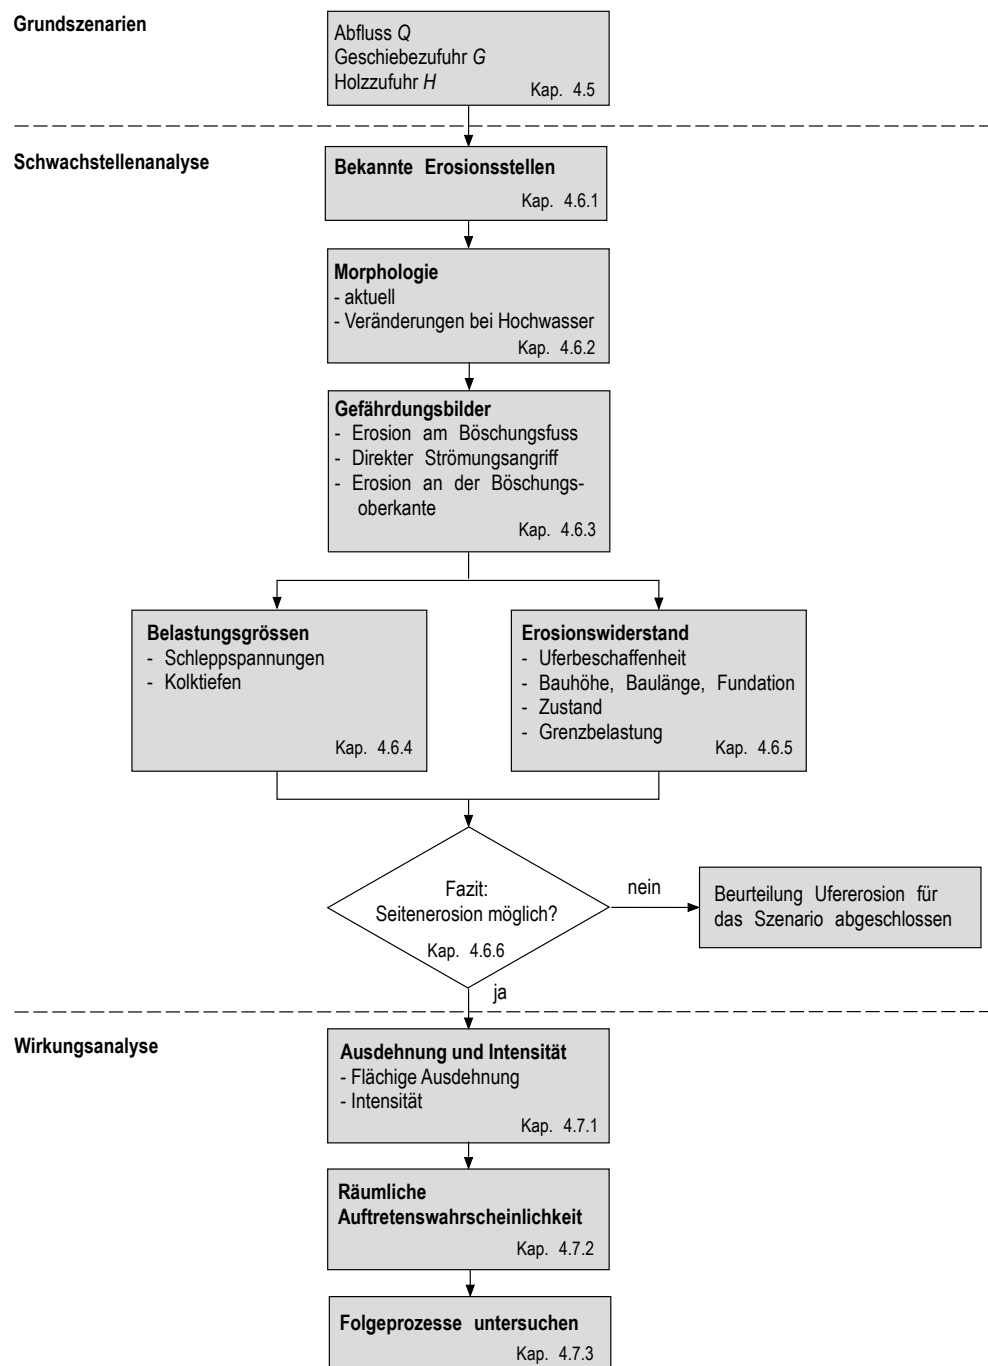 Grundszenarien
Abfluss Q
Geschiebezufuhr G
Holzzufuhr H
Kap. 4.5
Schwachstellenanalyse
Bekannte Erosionsstellen
Kap. 4.6.1
Morphologie
- aktuell
- Veränderungen bei Hochwasser
Kap. 4.6.2
Gefährdungsbilder
- Erosion am Böschungsfuss
- Direkter Strömungsangriff
- Erosion an der Böschungs-
oberkante
Kap. 4.6.3
Belastungsgrössen
- Schleppspannungen
- Kolktiefen
Kap. 4.6.4
Erosionswiderstand
- Uferbeschaffenheit
- Bauhöhe, Baulänge, Fundation
- Zustand
- Grenzbelastung
Kap. 4.6.5
Fazit:
Seitenerosion möglich?
Kap. 4.6.6
nein
Beurteilung Ufererosion für
das Szenario abgeschlossen
ja
Wirkungsanalyse
Ausdehnung und Intensität
- Flächige Ausdehnung
- Intensität
Kap. 4.7.1
Räumliche
Auftretenswahrscheinlichkeit
Kap. 4.7.2
Folgeprozesse untersuchen
Kap. 4.7.3